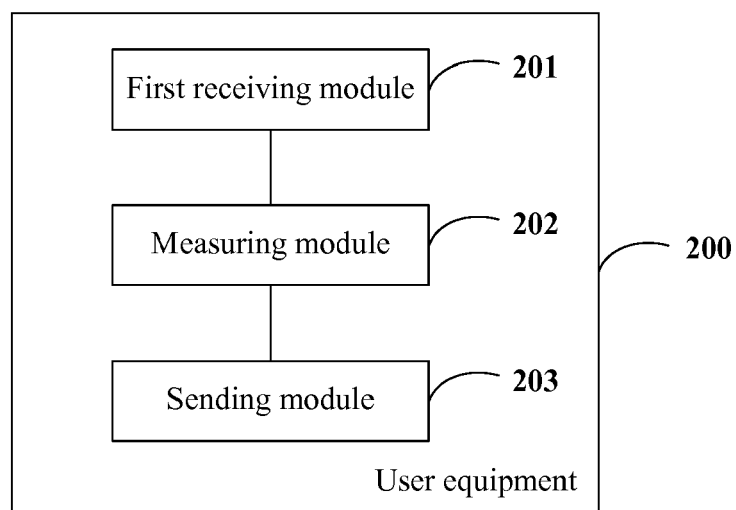 First receiving module
201
Measuring module
202
200
Sending module
203
User equipment